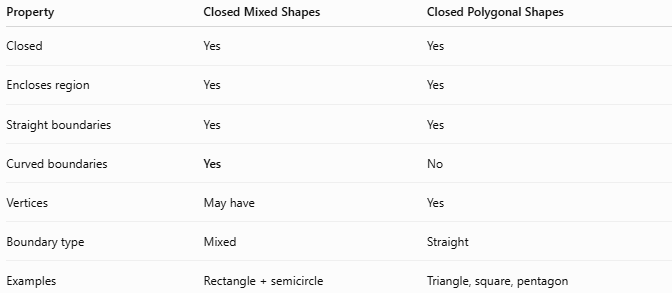 Property Closed Mixed Shapes Closed Polygonal Shapes
Closed Yes Yes
Encloses region Yes Yes
Straight boundaries Yes Yes
Curved boundaries Yes No
Vertices May have Yes
Boundary type Mixed Straight
Examples Rectangle + semicircle Triangle, square, pentagon